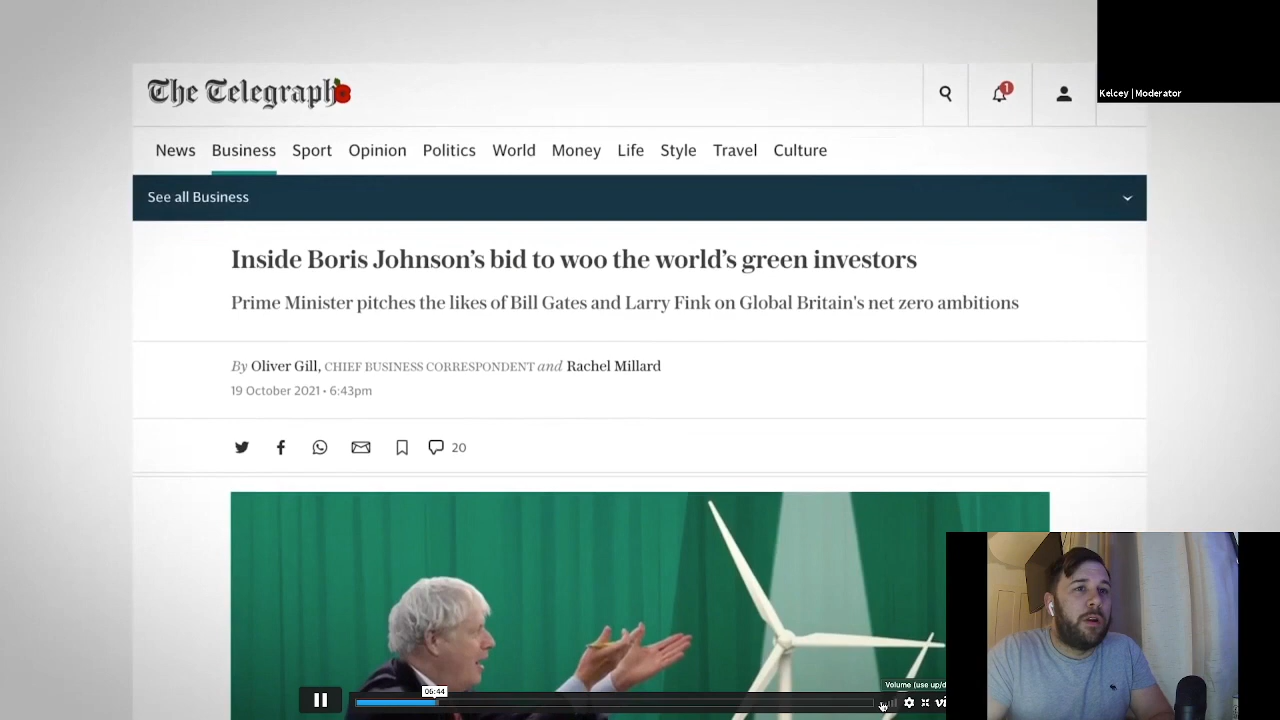 The Telegraph
1
Kelcey | Moderator
News Business Sport Opinion Politics World Money Life Style Travel Culture
See all Business
Inside Boris Johnson's bid to woo the world's green investors
Prime Minister pitches the likes of Bill Gates and Larry Fink on Global Britain's net zero ambitions
By Oliver Gill, CHIEF BUSINESS CORRESPONDENT and Rachel Millard
19 October 2021 • 6:43pm
20
Volume (use up/d
06:44
vi